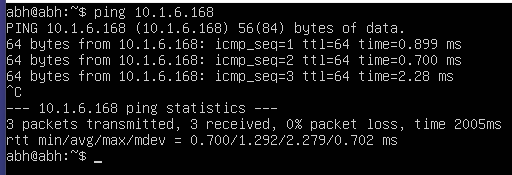 abh@abh:~$ ping 10.1.6.168
PING 10.1.6.168 (10.1.6.168) 56(84) bytes of data.
64 bytes from 10.1.6.168: icmp_seq=1 ttl=64 time=0.899 ms
64 bytes from 10.1.6.168: icmp_seq=2 ttl=64 time=0.700 ms
64 bytes from 10.1.6.168: icmp_seq=3 ttl=64 time=2.28 ms
^C
--- 10.1.6.168 ping statistics ---
3 packets transmitted, 3 received, 0% packet loss, time 2005ms
rtt min/avg/max/mdev = 0.700/1.292/2.279/0.702 ms
abh@abh:~$ _